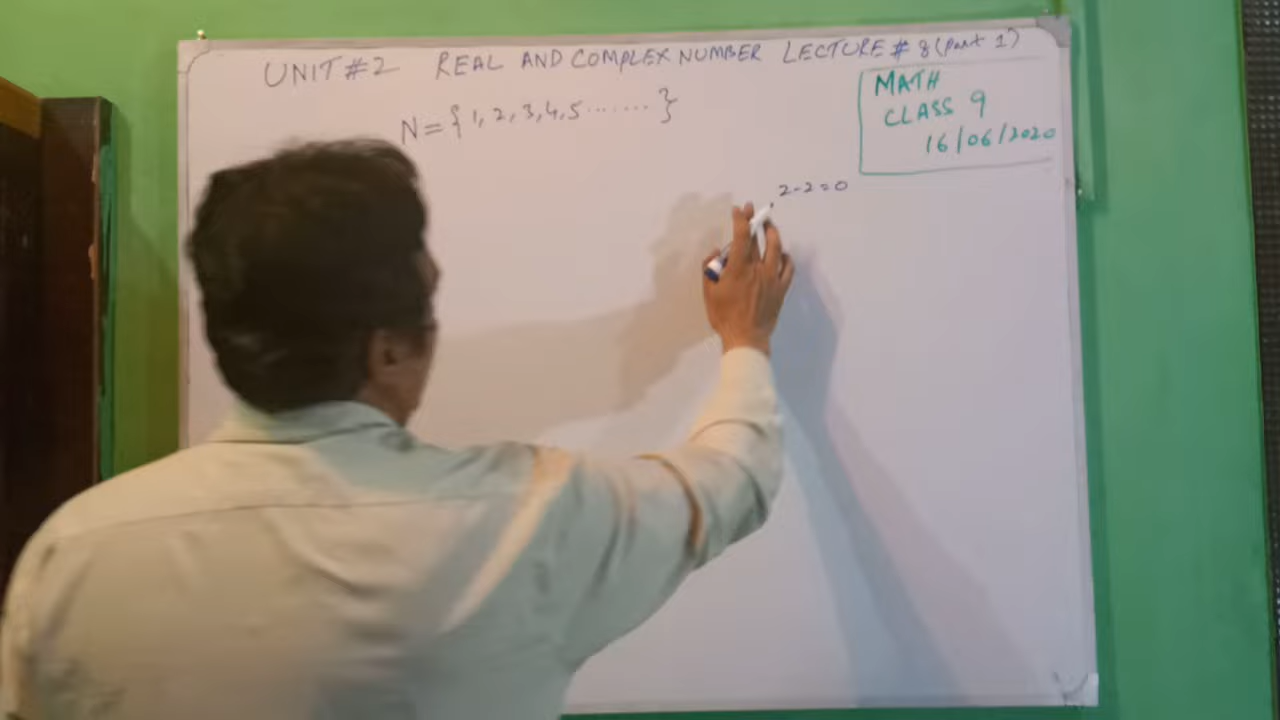 UNIT #2 REAL AND COMPLEX NUMBER LECTURE # 8 (Part 1)
MATH
CLASS 9
16/06/2020
N = { 1, 2, 3, 4, 5 ....... }
2-2=0